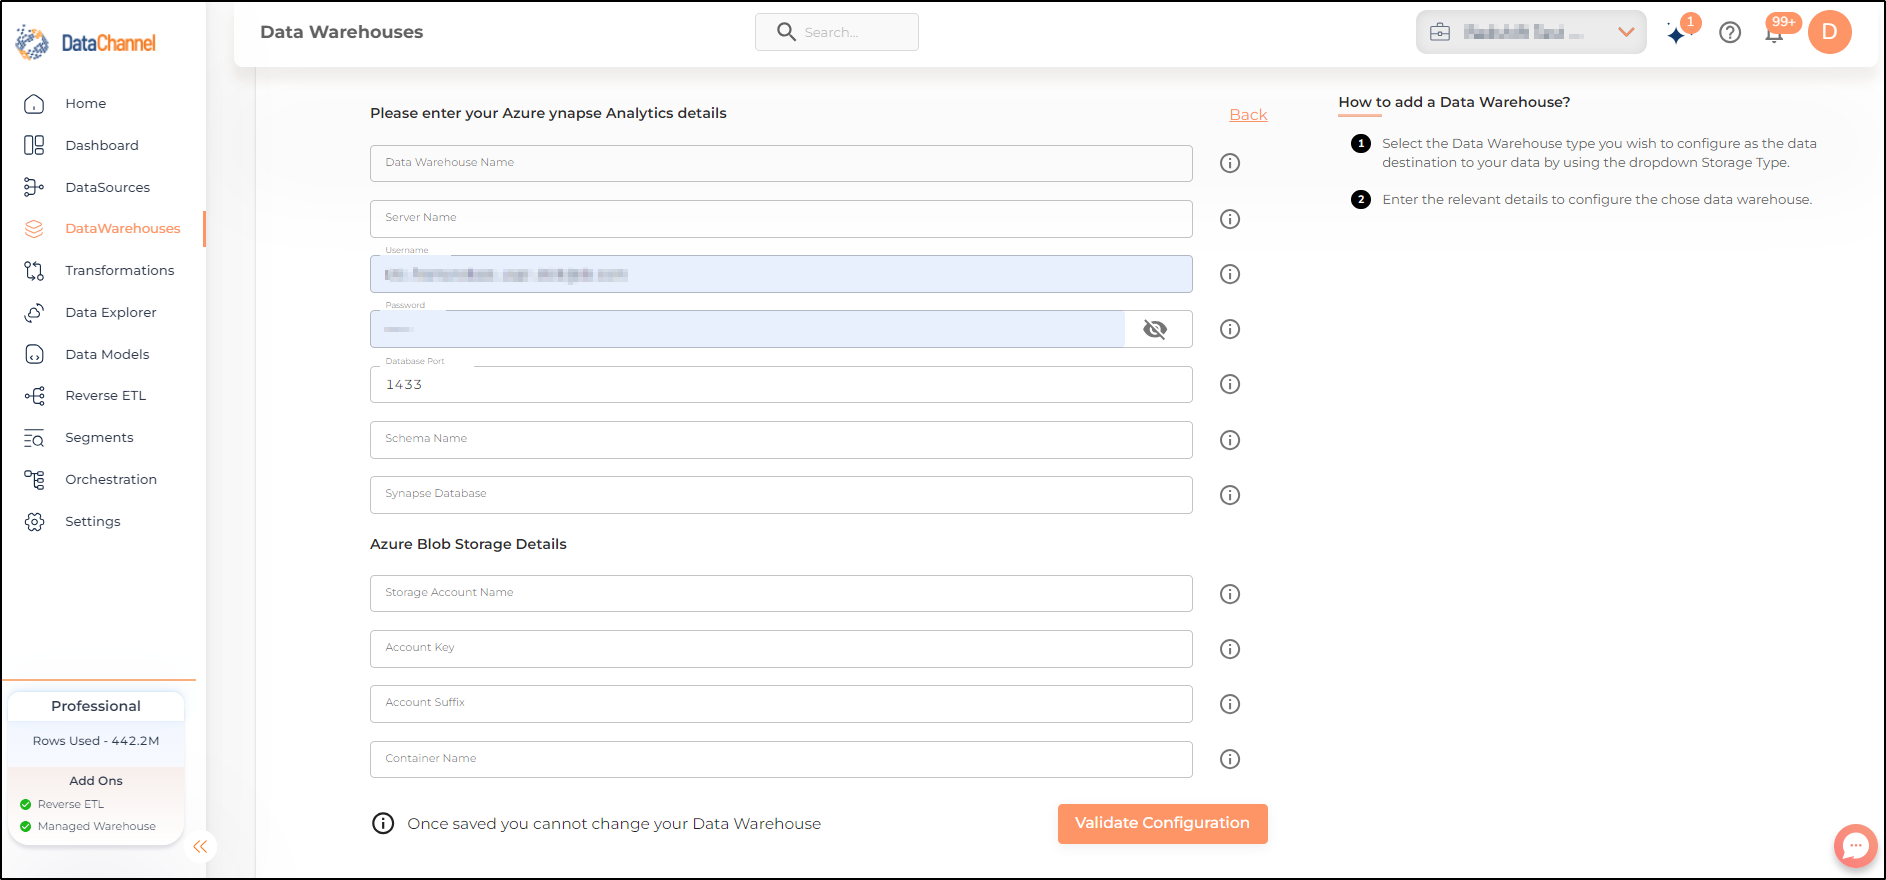 DataChannel
Home
Dashboard
DataSources
DataWarehouses
Transformations
Data Explorer
Data Models
Reverse ETL
Segments
Orchestration
Settings
Professional
Rows Used - 442.2M
Add Ons
Reverse ETL
Managed Warehouse
Data Warehouses
Search...
1
99+
D
Please enter your Azure ynapse Analytics details
Back
Data Warehouse Name
Server Name
Username
Password
Database Port
1433
Schema Name
Synapse Database
Azure Blob Storage Details
Storage Account Name
Account Key
Account Suffix
Container Name
Once saved you cannot change your Data Warehouse
Validate Configuration
How to add a Data Warehouse?
1 Select the Data Warehouse type you wish to configure as the data
destination to your data by using the dropdown Storage Type.
2 Enter the relevant details to configure the chose data warehouse.